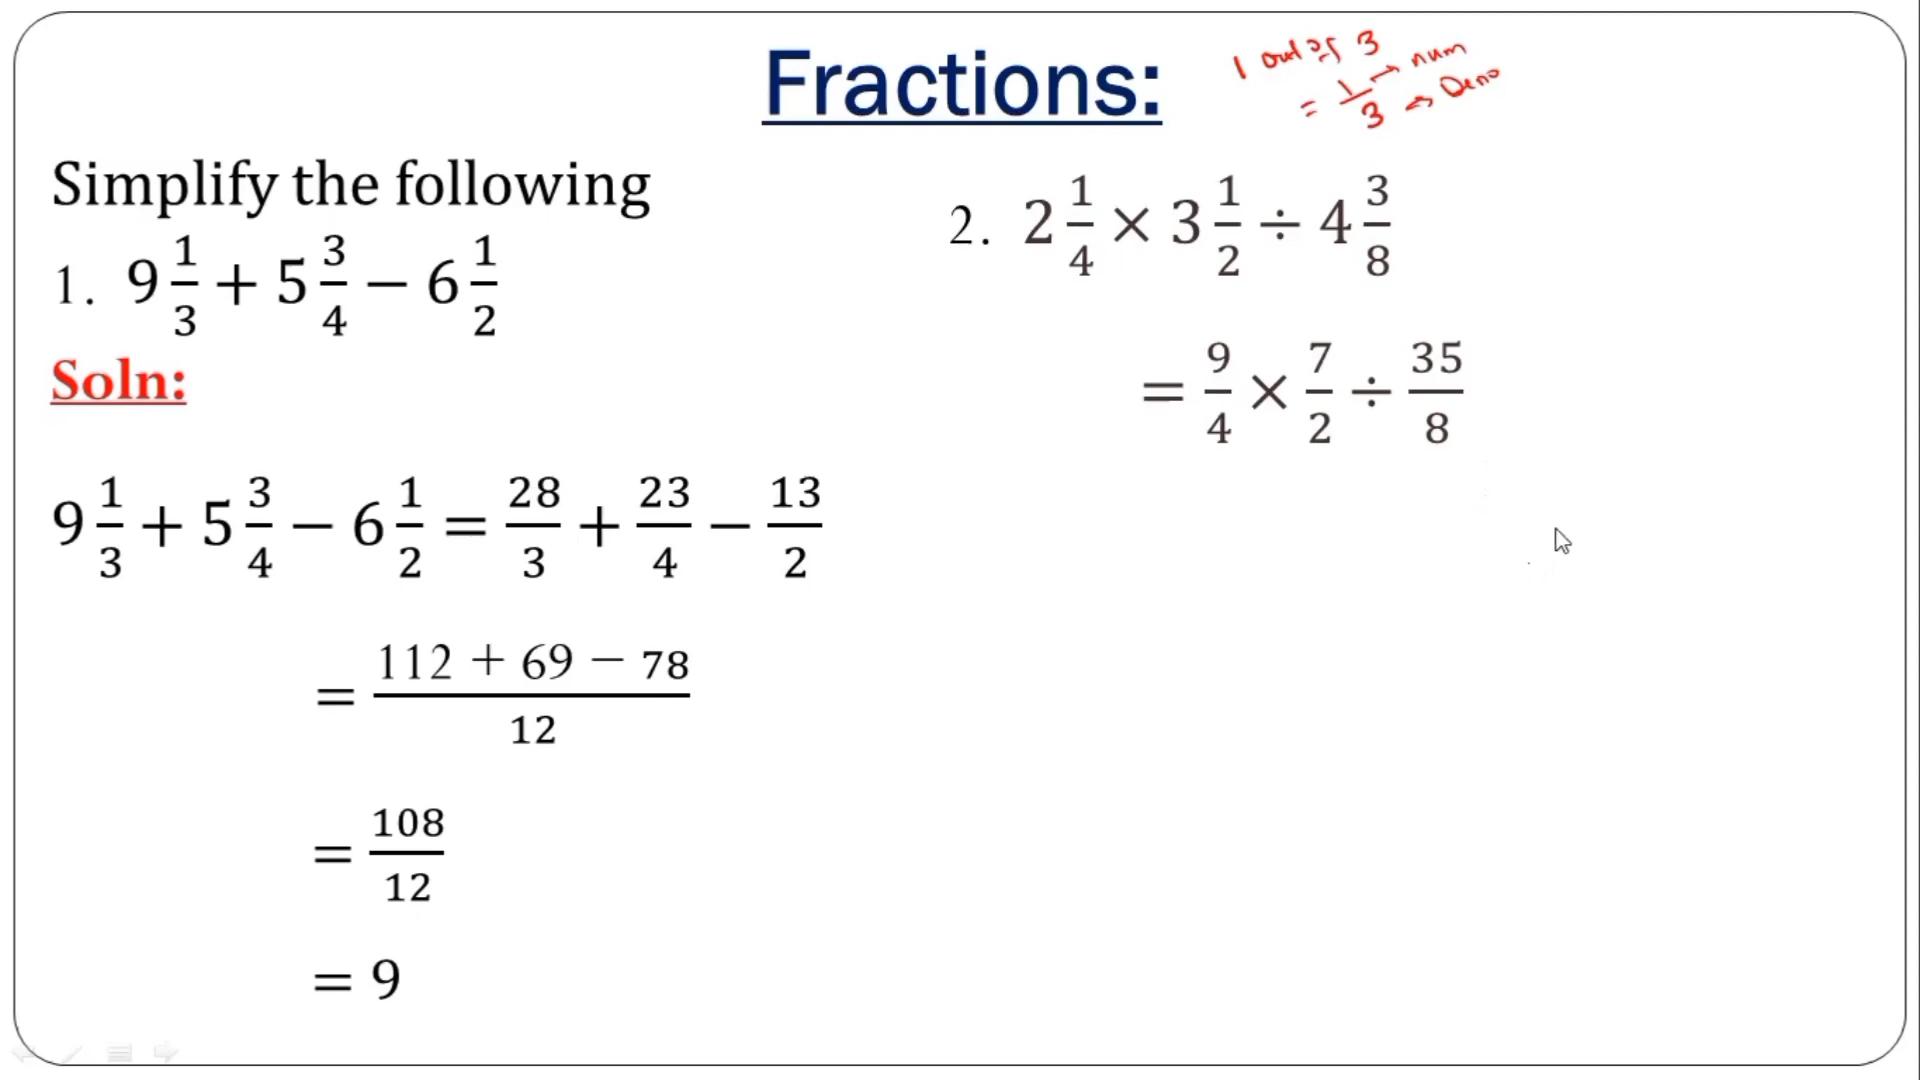 Fractions:
1 out of 3
= 1/3 → num
→ Deno
Simplify the following
1. 9 1/3 + 5 3/4 − 6 1/2
Soln:
9 1/3 + 5 3/4 − 6 1/2 = 28/3 + 23/4 − 13/2
= (112 + 69 − 78)/12
= 108/12
= 9
2. 2 1/4 × 3 1/2 ÷ 4 3/8
= 9/4 × 7/2 ÷ 35/8